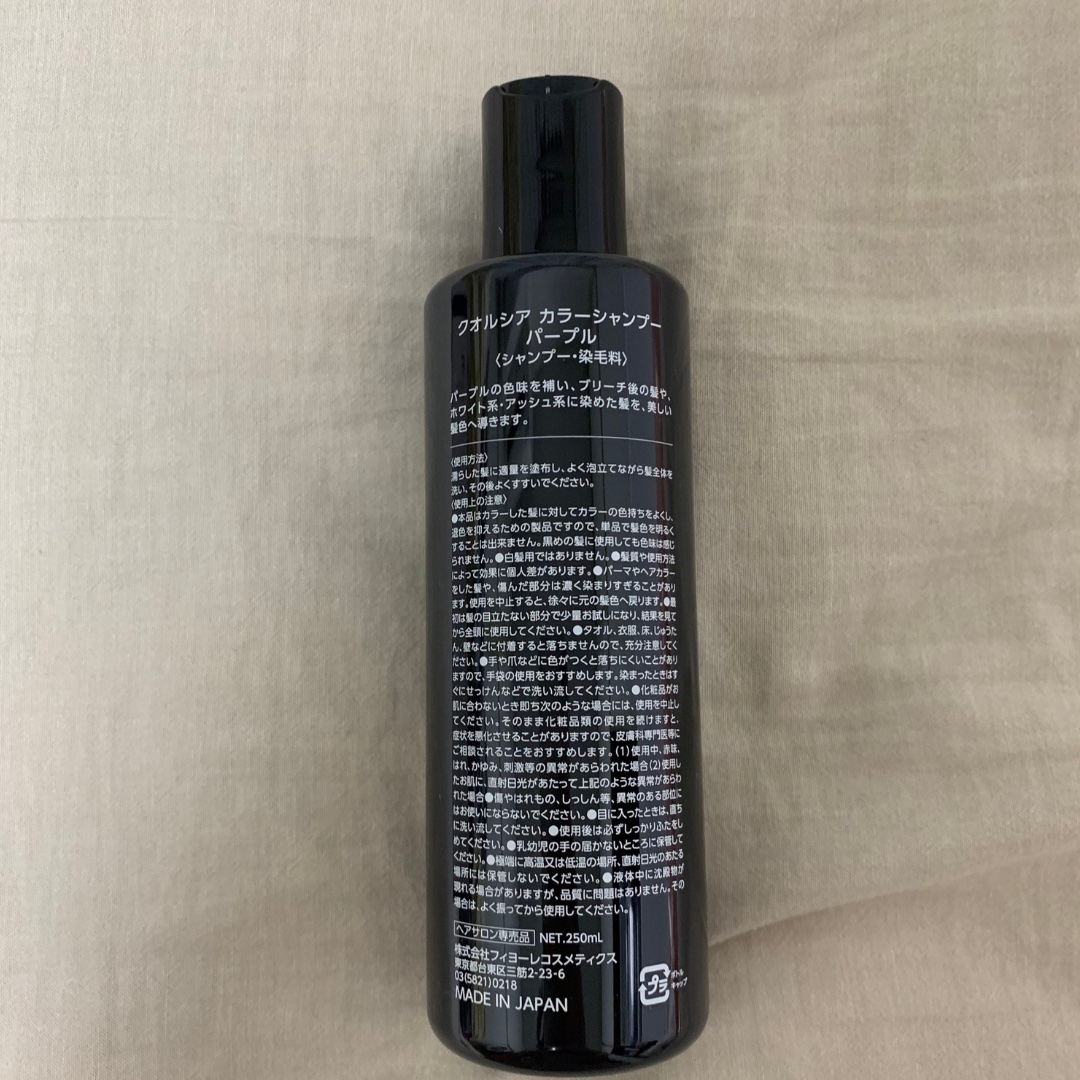 クオルシア カラーシャンプー
パープル
〈シャンプー・染毛料〉
パープルの色味を補い、ブリーチ後の髪や、
ホワイト系・アッシュ系に染めた髪を、美しい
髪色へ導きます。
〈使用方法〉
濡らした髪に適量を塗布し、よく泡立てながら髪全体を
洗い、その後よくすすいでください。
〈使用上の注意〉
●本品はカラーした髪に対してカラーの色持ちをよくし、
退色を抑えるための製品ですので、単品で髪色を明るく
することは出来ません。黒めの髪に使用しても色味は感じ
られません。●白髪用ではありません。●髪質や使用方法
によって効果に個人差があります。●パーマやヘアカラー
をした髪や、傷んだ部分は濃く染まりすぎることがあり
ます。使用を中止すると、徐々に元の髪色へ戻ります。●最
初は髪の目立たない部分で少量お試しになり、結果を見て
から全頭に使用してください。●タオル、衣服、床、じゅうた
ん、壁などに付着すると落ちませんので、充分注意してく
ださい。●手や爪などに色がつくと落ちにくいことがあり
ますので、手袋の使用をおすすめします。染まったときはす
ぐにせっけんなどで洗い流してください。●化粧品がお
肌に合わないとき即ち次のような場合には、使用を中止し
てください。そのまま化粧品類の使用を続けますと、
症状を悪化させることがありますので、皮膚科専門医等に
ご相談されることをおすすめします。(1)使用中、赤味、
はれ、かゆみ、刺激等の異常があらわれた場合(2)使用し
たお肌に、直射日光があたって上記のような異常があらわ
れた場合●傷やはれもの、しっしん等、異常のある部位に
はお使いにならないでください。●目に入ったときは、直ち
に洗い流してください。●使用後は必ずしっかりふたをし
めてください。●乳幼児の手の届かないところに保管して
ください。●極端に高温又は低温の場所、直射日光のあたる
場所には保管しないでください。●液体中に沈殿物が
現れる場合がありますが、品質に問題はありません。その
場合は、よく振ってから使用してください。
ヘアサロン専売品 NET.250mL
株式会社フィヨーレコスメティクス
東京都台東区三筋2-23-6
03(5821)0218
MADE IN JAPAN
プラ
ボトル
キャップ